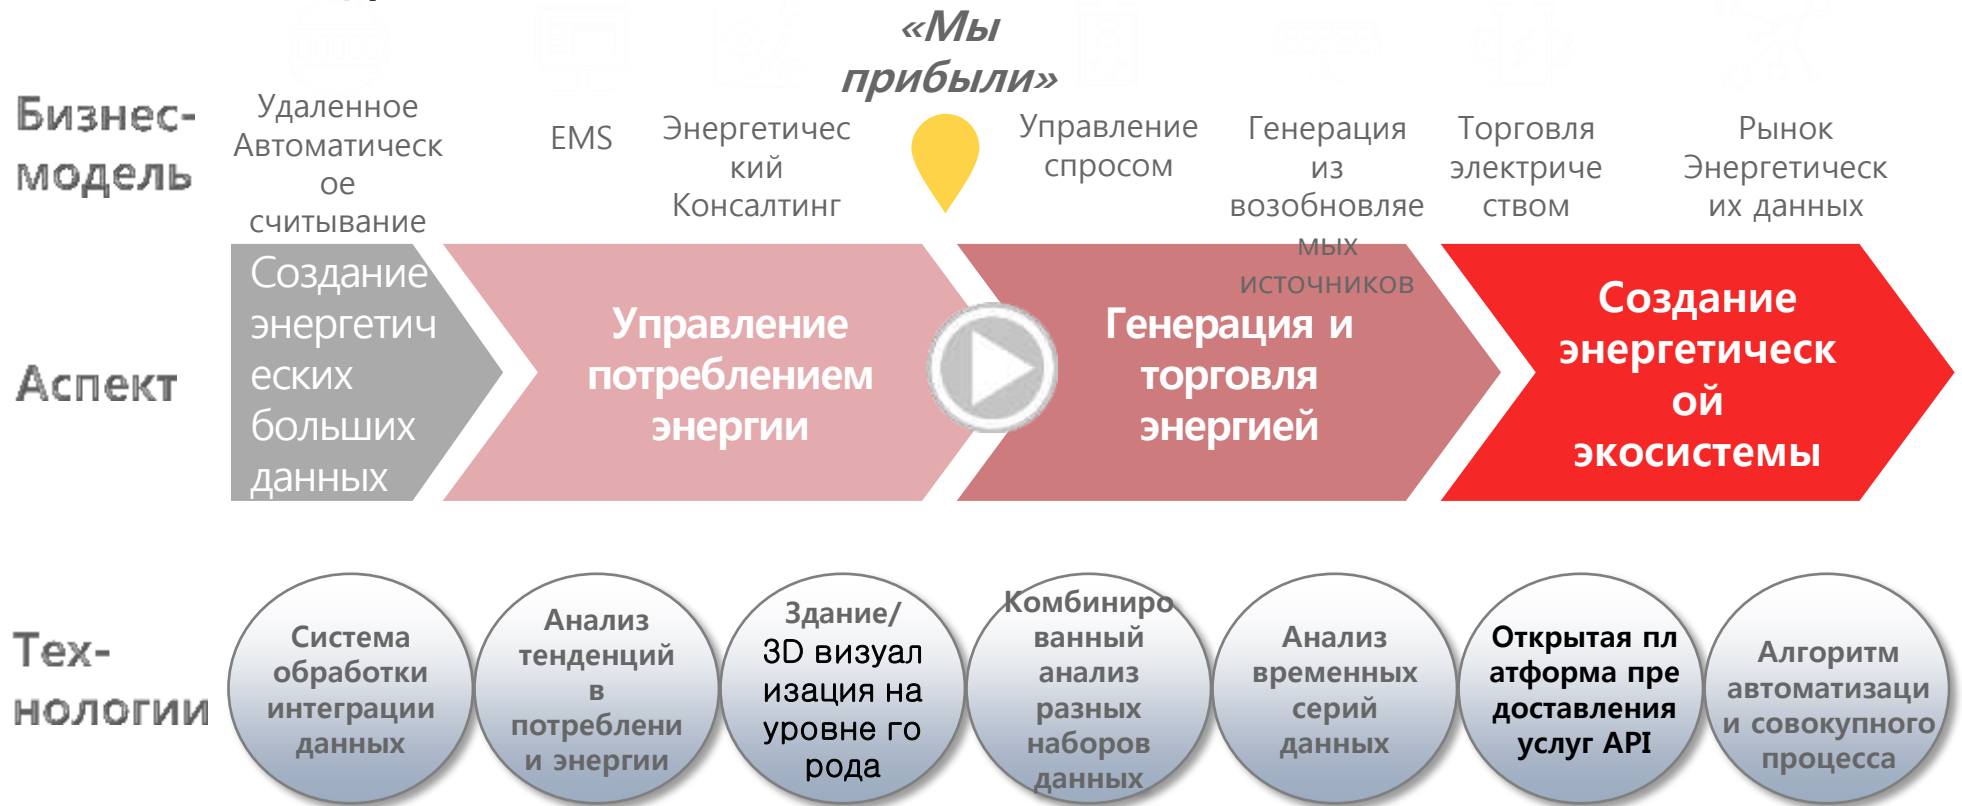 «Мы
прибыли»
Бизнес-
модель
Удаленное
Автоматическ
ое
считывание
EMS
Энергетичес
кий
Консалтинг
Управление
спросом
Генерация
из
возобновляе
мых
источников
Торговля
электриче
ством
Рынок
Энергетическ
их данных
Аспект
Создание
энергетич
еских
больших
данных
Управление
потреблением
энергии
Генерация и
торговля
энергией
Создание
энергетическ
ой
экосистемы
Тех-
нологии
Система
обработки
интеграции
данных
Анализ
тенденций
в
потреблени
и энергии
Здание/
3D визуал
изация на
уровне го
рода
Комбиниро
ванный
анализ
разных
наборов
данных
Анализ
временных
серий
данных
Открытая пл
атформа пре
доставления
услуг API
Алгоритм
автоматизаци
и совокупного
процесса